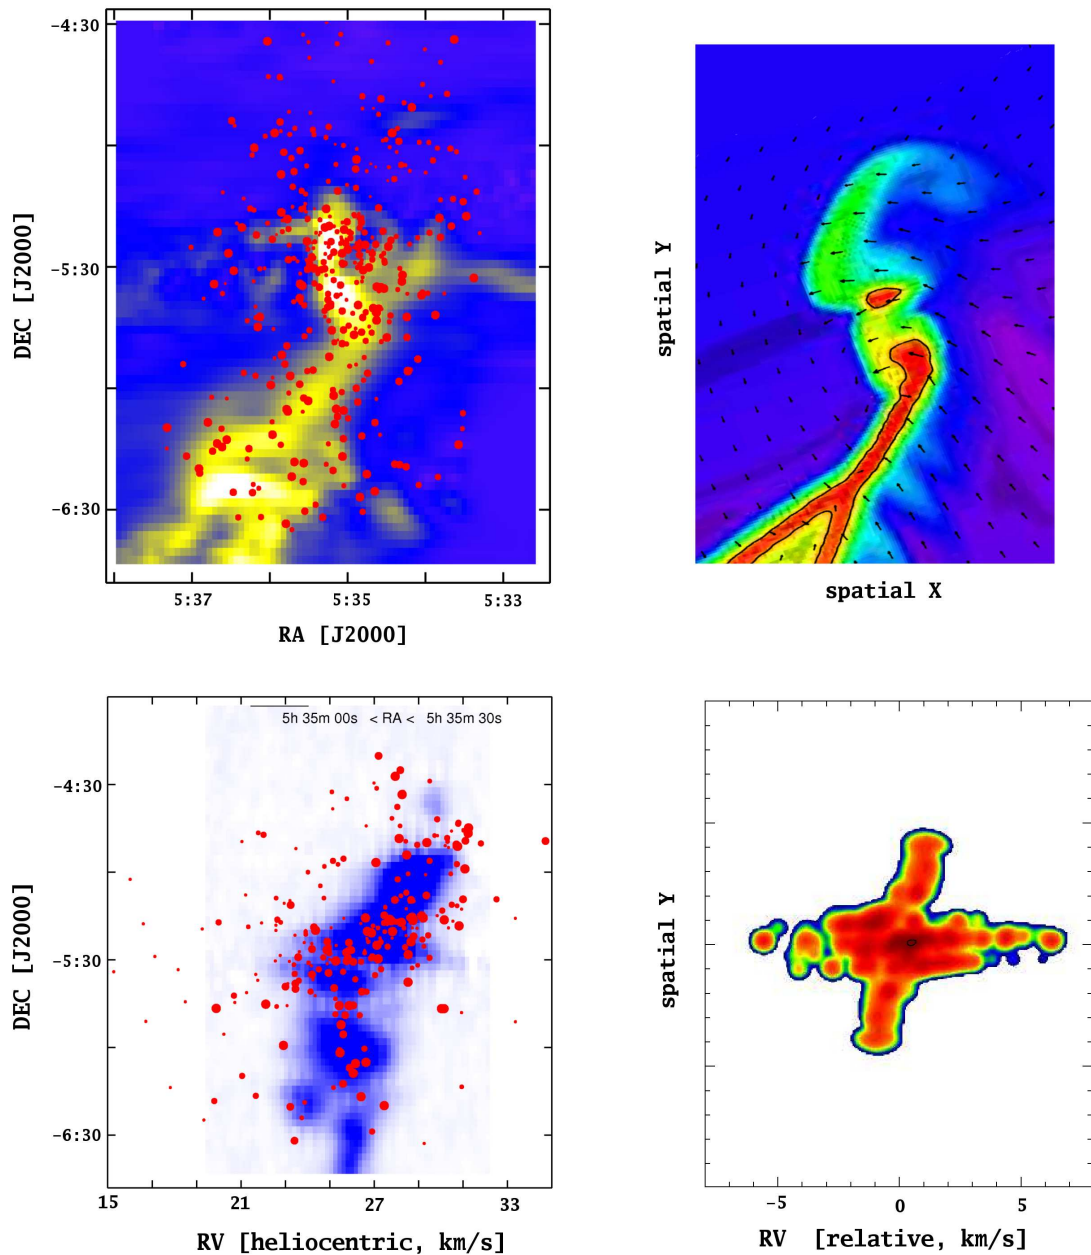 -4:30
-5:30
-6:30
DEC [J2000]
5:37 5:35 5:33
RA [J2000]
spatial Y
spatial X
5h 35m 00s < RA < 5h 35m 30s
-4:30
-5:30
-6:30
DEC [J2000]
15 21 27 33
RV [heliocentric, km/s]
spatial Y
-5 0 5
RV [relative, km/s]